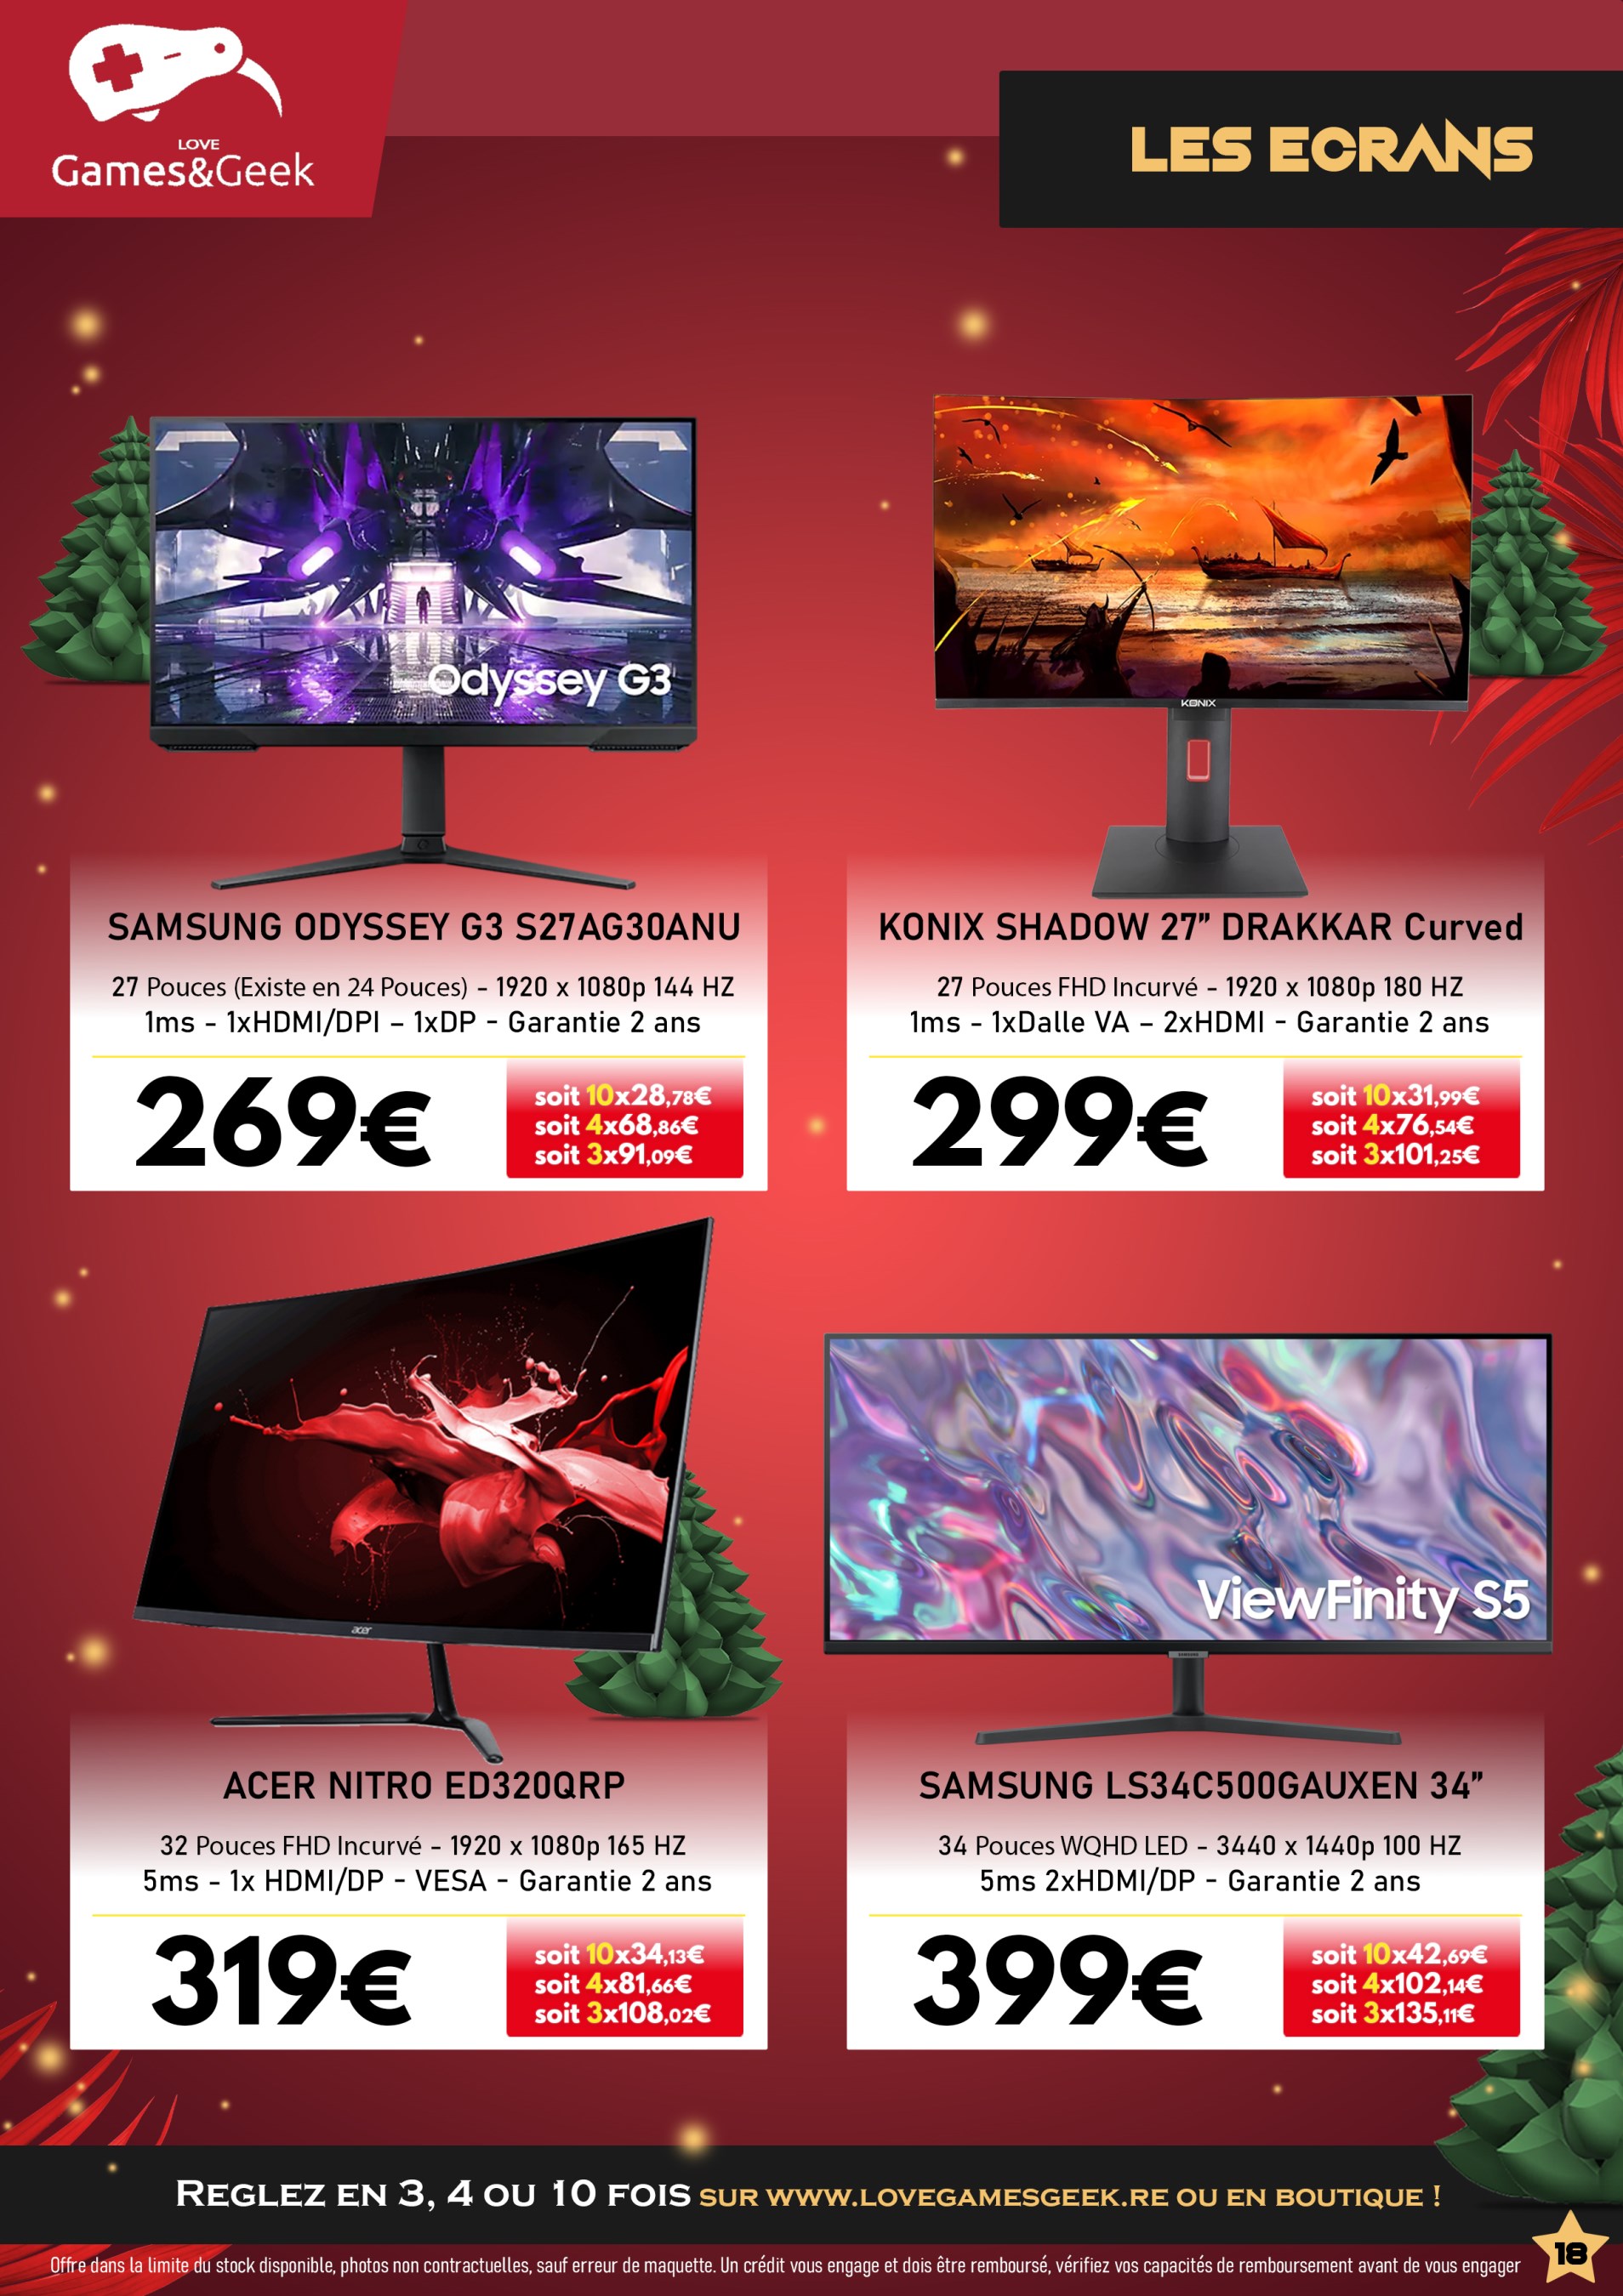 LOVE
Games&Geek
LES ECRANS
Odyssey G3
KONIX
SAMSUNG ODYSSEY G3 S27AG30ANU
27 Pouces (Existe en 24 Pouces) - 1920 x 1080p 144 HZ
1ms - 1xHDMI/DPI – 1xDP - Garantie 2 ans
269€
soit 10x28,78€
soit 4x68,86€
soit 3x91,09€
KONIX SHADOW 27” DRAKKAR Curved
27 Pouces FHD Incurvé - 1920 x 1080p 180 HZ
1ms - 1xDalle VA – 2xHDMI - Garantie 2 ans
299€
soit 10x31,99€
soit 4x76,54€
soit 3x101,25€
acer
ViewFinity S5
SAMSUNG
ACER NITRO ED320QRP
32 Pouces FHD Incurvé - 1920 x 1080p 165 HZ
5ms - 1x HDMI/DP - VESA - Garantie 2 ans
319€
soit 10x34,13€
soit 4x81,66€
soit 3x108,02€
SAMSUNG LS34C500GAUXEN 34”
34 Pouces WQHD LED - 3440 x 1440p 100 HZ
5ms 2xHDMI/DP - Garantie 2 ans
399€
soit 10x42,69€
soit 4x102,14€
soit 3x135,11€
REGLEZ EN 3, 4 OU 10 FOIS SUR WWW.LOVEGAMESGEEK.RE OU EN BOUTIQUE !
18
Offre dans la limite du stock disponible, photos non contractuelles, sauf erreur de maquette. Un crédit vous engage et dois être remboursé, vérifiez vos capacités de remboursement avant de vous engager